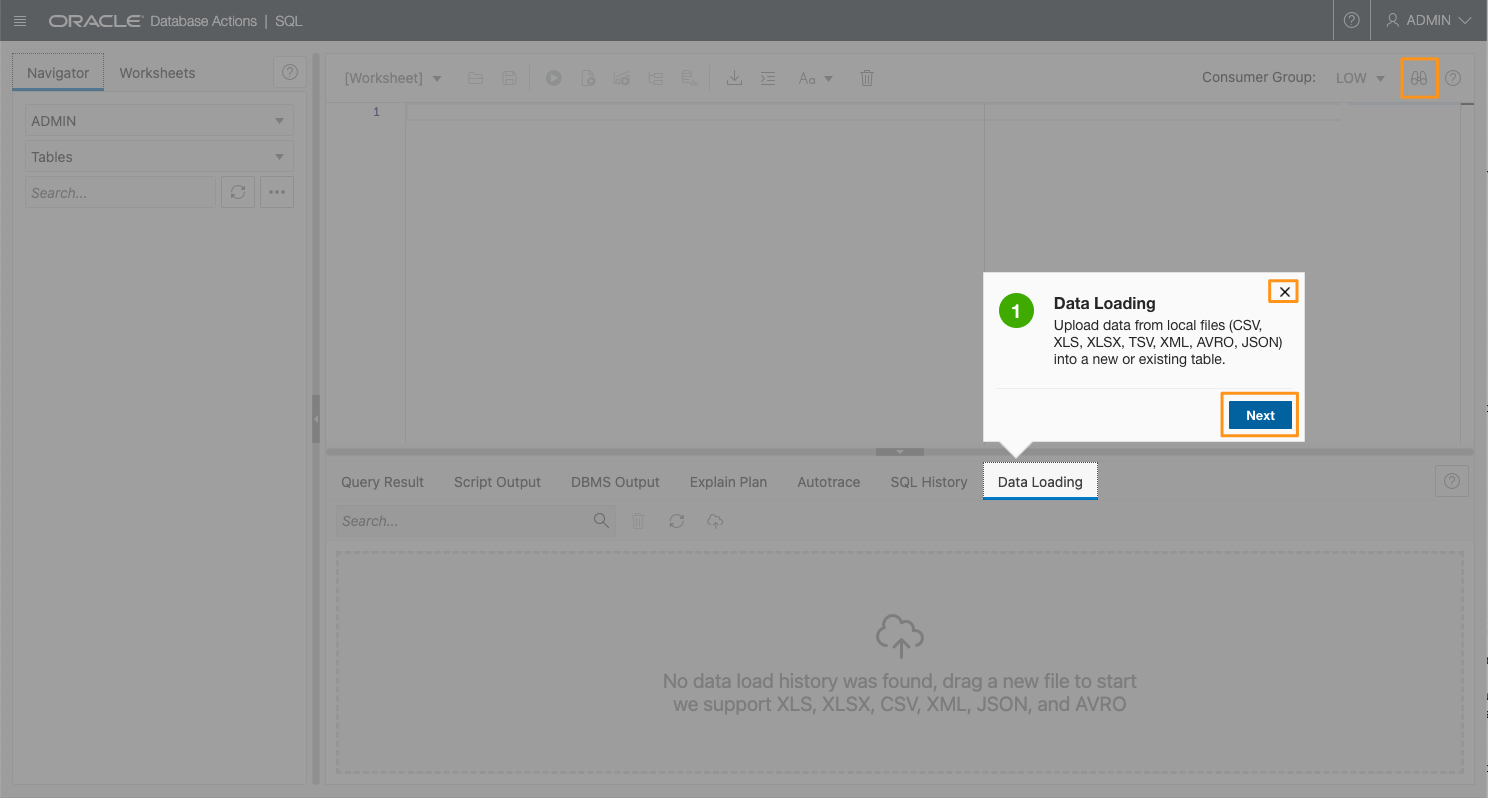 ORACLE Database Actions | SQL
ADMIN
Navigator
Worksheets
[Worksheet]
Aa
Consumer Group:
LOW
ADMIN
Tables
Search...
1
1
Data Loading
Upload data from local files (CSV,
XLS, XLSX, TSV, XML, AVRO, JSON)
into a new or existing table.
Next
Query Result
Script Output
DBMS Output
Explain Plan
Autotrace
SQL History
Data Loading
Search...
No data load history was found, drag a new file to start
we support XLS, XLSX, CSV, XML, JSON, and AVRO